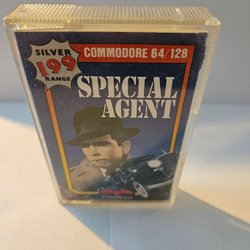 SILVER
199
RANGE
COMMODORE 64/128
SPECIAL
AGENT